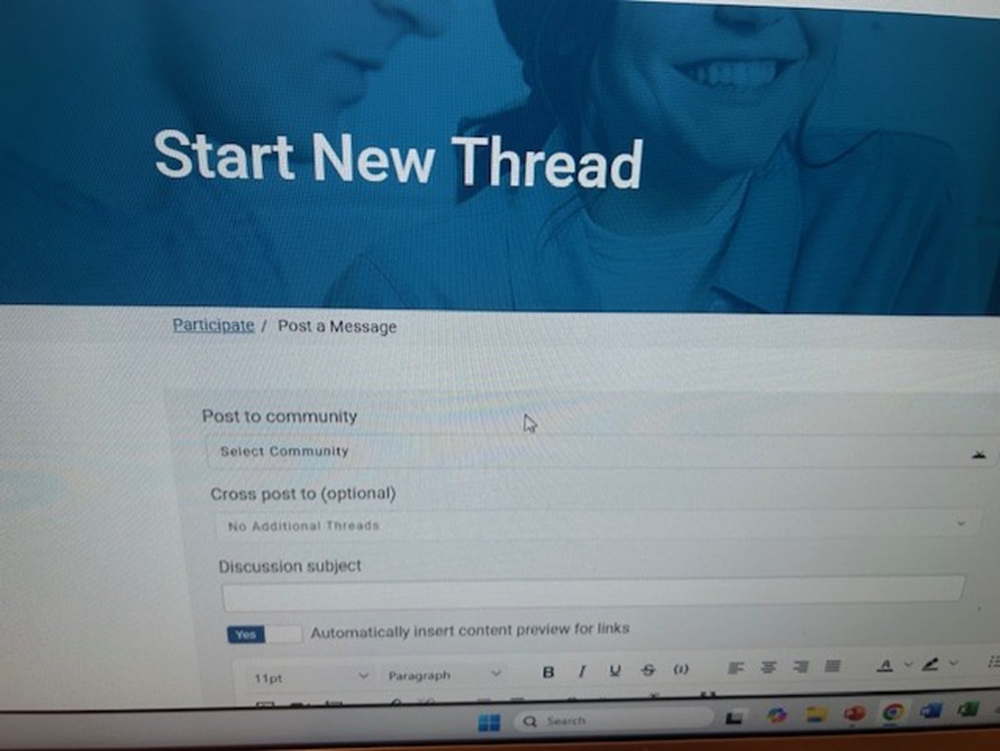 Start New Thread
Participate / Post a Message
Post to community
Select Community
Cross post to (optional)
No Additional Threads
Discussion subject
Yes Automatically insert content preview for links
11pt Paragraph B I U S
Search